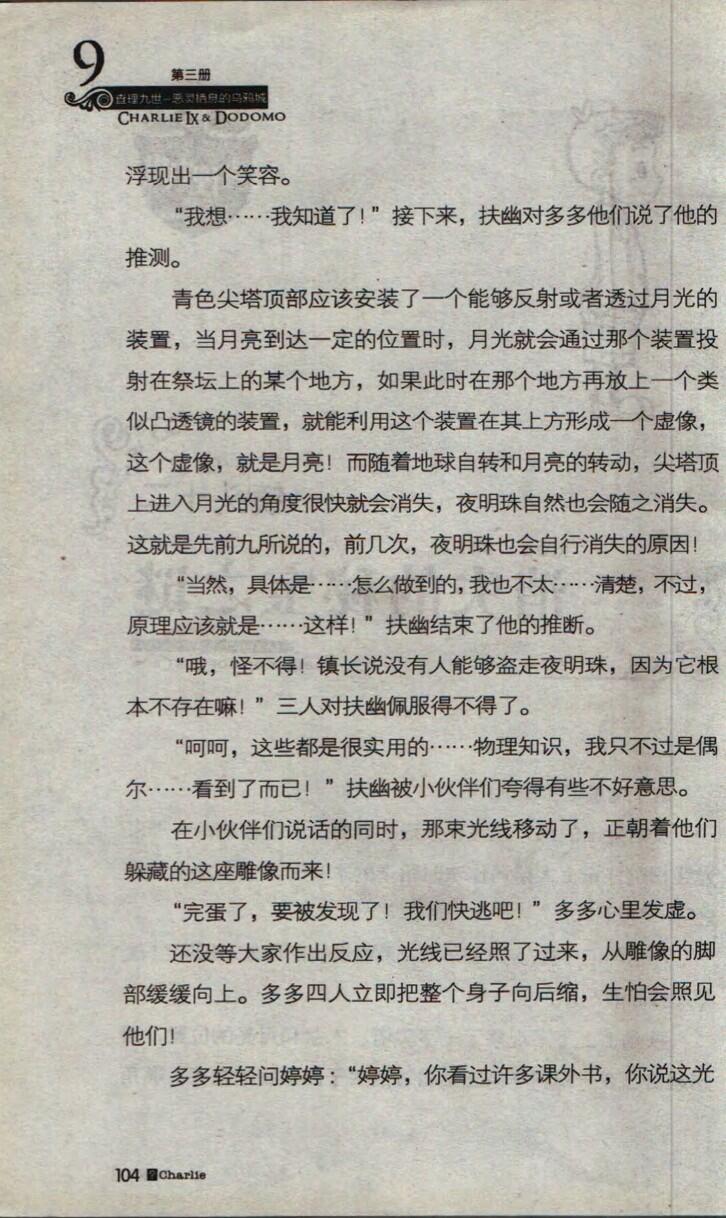 9
第三册
查理九世-恶灵栖息的乌鸦城
CHARLIE IX & DODOMO
浮现出一个笑容。
“我想……我知道了！”接下来，扶幽对多多他们说了他的
推测。
青色尖塔顶部应该安装了一个能够反射或者透过月光的
装置，当月亮到达一定的位置时，月光就会通过那个装置投
射在祭坛上的某个地方，如果此时在那个地方再放上一个类
似凸透镜的装置，就能利用这个装置在其上方形成一个虚像，
这个虚像，就是月亮！而随着地球自转和月亮的转动，尖塔顶
上进入月光的角度很快就会消失，夜明珠自然也会随之消失。
这就是先前九所说的，前几次，夜明珠也会自行消失的原因！
“当然，具体是……怎么做到的，我也不太……清楚，不过，
原理应该就是……这样！”扶幽结束了他的推断。
“哦，怪不得！镇长说没有人能够盗走夜明珠，因为它根
本不存在嘛！”三人对扶幽佩服得不得了。
“呵呵，这些都是很实用的……物理知识，我只不过是偶
尔……看到了而已！”扶幽被小伙伴们夸得有些不好意思。
在小伙伴们说话的同时，那束光线移动了，正朝着他们
躲藏的这座雕像而来！
“完蛋了，要被发现了！我们快逃吧！”多多心里发虚。
还没等大家作出反应，光线已经照了过来，从雕像的脚
部缓缓向上。多多四人立即把整个身子向后缩，生怕会照见
他们！
多多轻轻问婷婷：“婷婷，你看过许多课外书，你说这光
104 Charlie